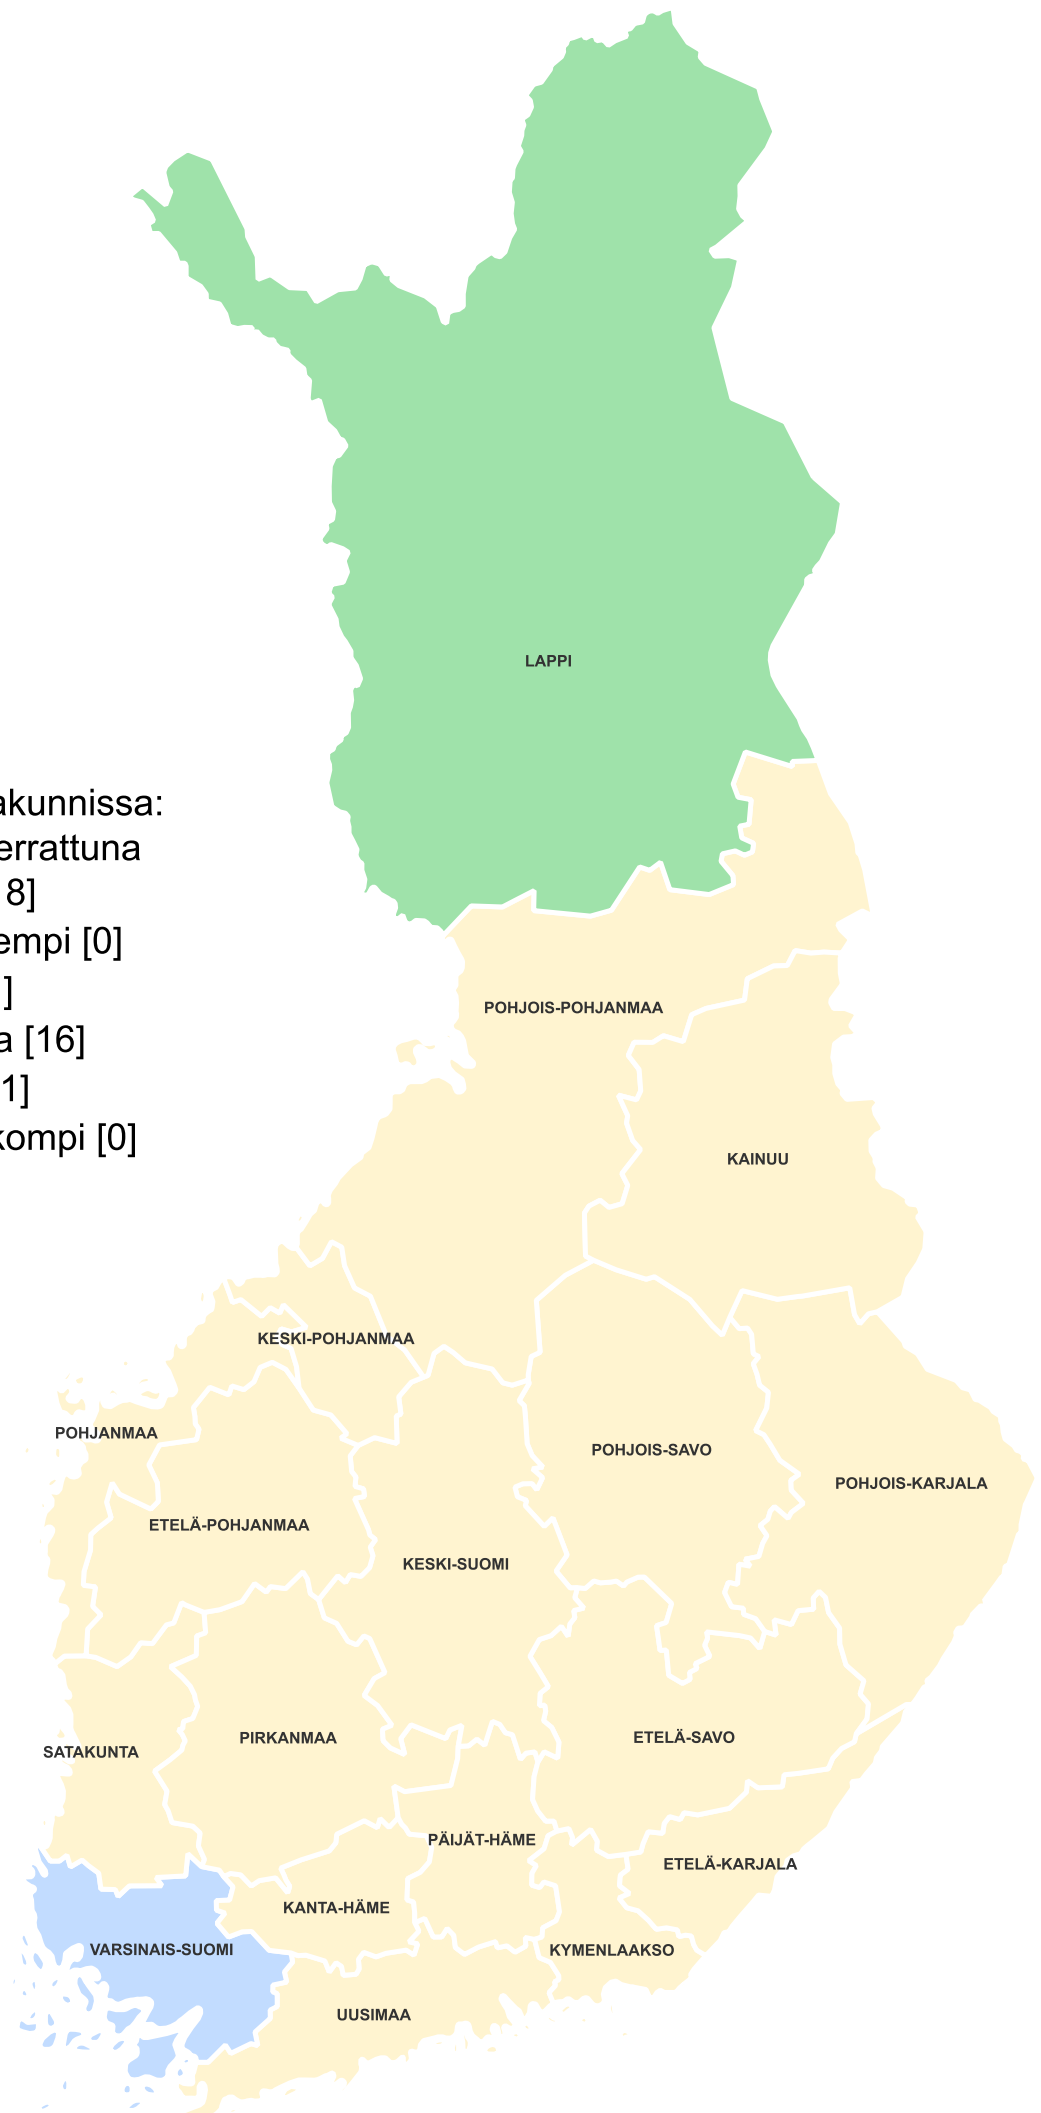 LAPPI
akunnissa:
errattuna
8]
empi [0]
]
a [16]
1]
kompi [0]
POHJOIS-POHJANMAA
KAINUU
KESKI-POHJANMAA
POHJANMAA
POHJOIS-SAVO
POHJOIS-KARJALA
ETELÄ-POHJANMAA
KESKI-SUOMI
PIRKANMAA
ETELÄ-SAVO
SATAKUNTA
PÄIJÄT-HÄME
ETELÄ-KARJALA
KANTA-HÄME
VARSINAIS-SUOMI
KYMENLAAKSO
UUSIMAA